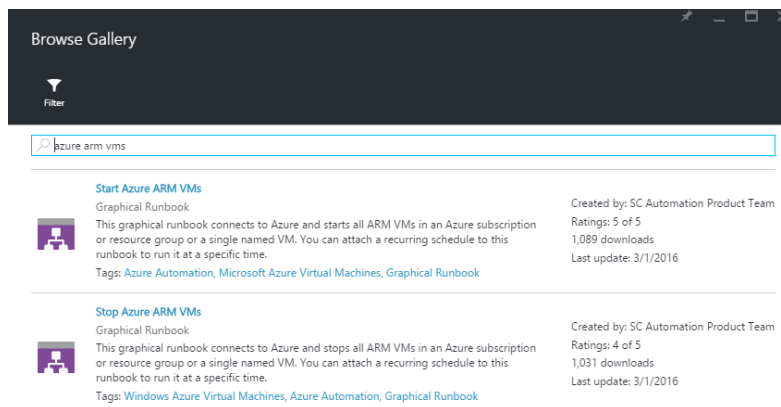 Browse Gallery
Filter
azure arm vms
Start Azure ARM VMs
Graphical Runbook
This graphical runbook connects to Azure and starts all ARM VMs in an Azure subscription
or resource group or a single named VM. You can attach a recurring schedule to this
runbook to run it at a specific time.
Tags: Azure Automation, Microsoft Azure Virtual Machines, Graphical Runbook
Created by: SC Automation Product Team
Ratings: 5 of 5
1,089 downloads
Last update: 3/1/2016
Stop Azure ARM VMs
Graphical Runbook
This graphical runbook connects to Azure and stops all ARM VMs in an Azure subscription
or resource group or a single named VM. You can attach a recurring schedule to this
runbook to run it at a specific time.
Tags: Windows Azure Virtual Machines, Azure Automation, Graphical Runbook
Created by: SC Automation Product Team
Ratings: 4 of 5
1,031 downloads
Last update: 3/1/2016